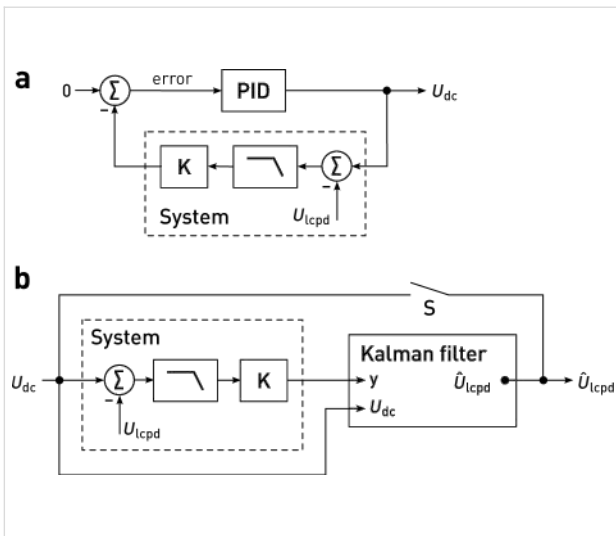 a
0 Σ error PID U_dc
-
K Σ
-
U_lcpd
System
b
S
System
Kalman filter
U_dc Σ K y Û_lcpd Û_lcpd
-
U_dc
U_lcpd